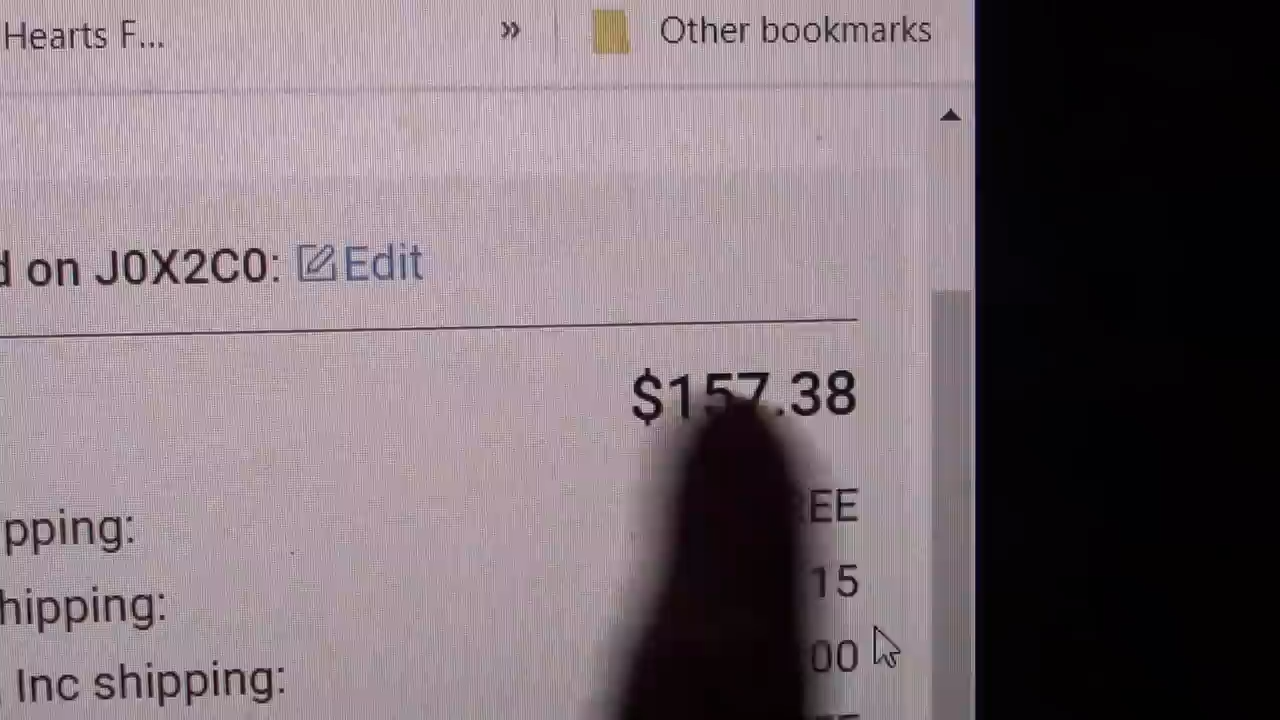 Hearts F... » Other bookmarks
on J0X2C0: Edit
$157.38
pping: EE
hipping: 15
Inc shipping: 00